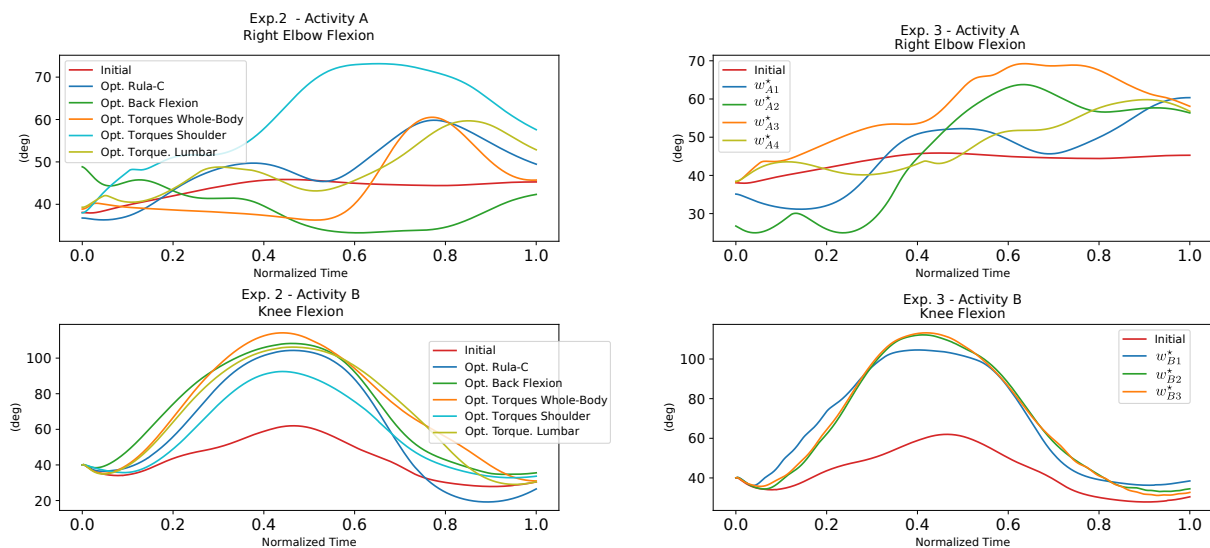 Exp.2 - Activity A
Right Elbow Flexion
70
60
50
40
(deg)
Initial
Opt. Rula-C
Opt. Back Flexion
Opt. Torques Whole-Body
Opt. Torques Shoulder
Opt. Torque. Lumbar
0.0 0.2 0.4 0.6 0.8 1.0
Normalized Time
Exp. 3 - Activity A
Right Elbow Flexion
70
60
50
40
30
(deg)
Initial
w*A1
w*A2
w*A3
w*A4
0.0 0.2 0.4 0.6 0.8 1.0
Normalized Time
Exp. 2 - Activity B
Knee Flexion
100
80
60
40
20
(deg)
Initial
Opt. Rula-C
Opt. Back Flexion
Opt. Torques Whole-Body
Opt. Torques Shoulder
Opt. Torque. Lumbar
0.0 0.2 0.4 0.6 0.8 1.0
Normalized Time
Exp. 3 - Activity B
Knee Flexion
100
80
60
40
(deg)
Initial
w*B1
w*B2
w*B3
0.0 0.2 0.4 0.6 0.8 1.0
Normalized Time